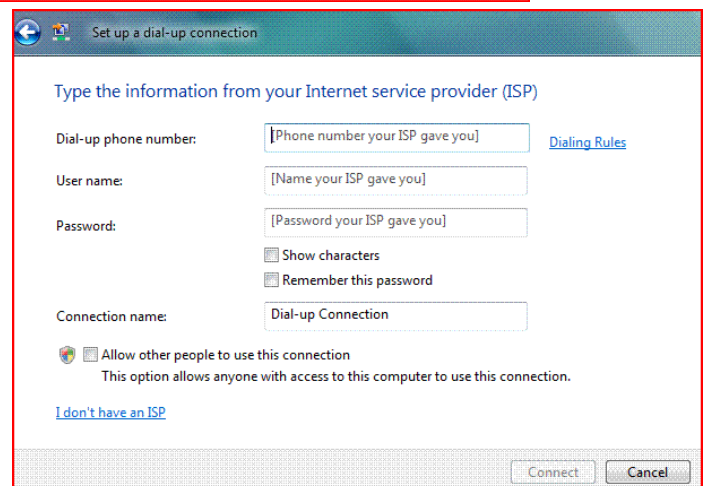 Set up a dial-up connection
Type the information from your Internet service provider (ISP)
Dial-up phone number: [Phone number your ISP gave you] Dialing Rules
User name: [Name your ISP gave you]
Password: [Password your ISP gave you]
Show characters
Remember this password
Connection name: Dial-up Connection
Allow other people to use this connection
This option allows anyone with access to this computer to use this connection.
I don't have an ISP
Connect Cancel